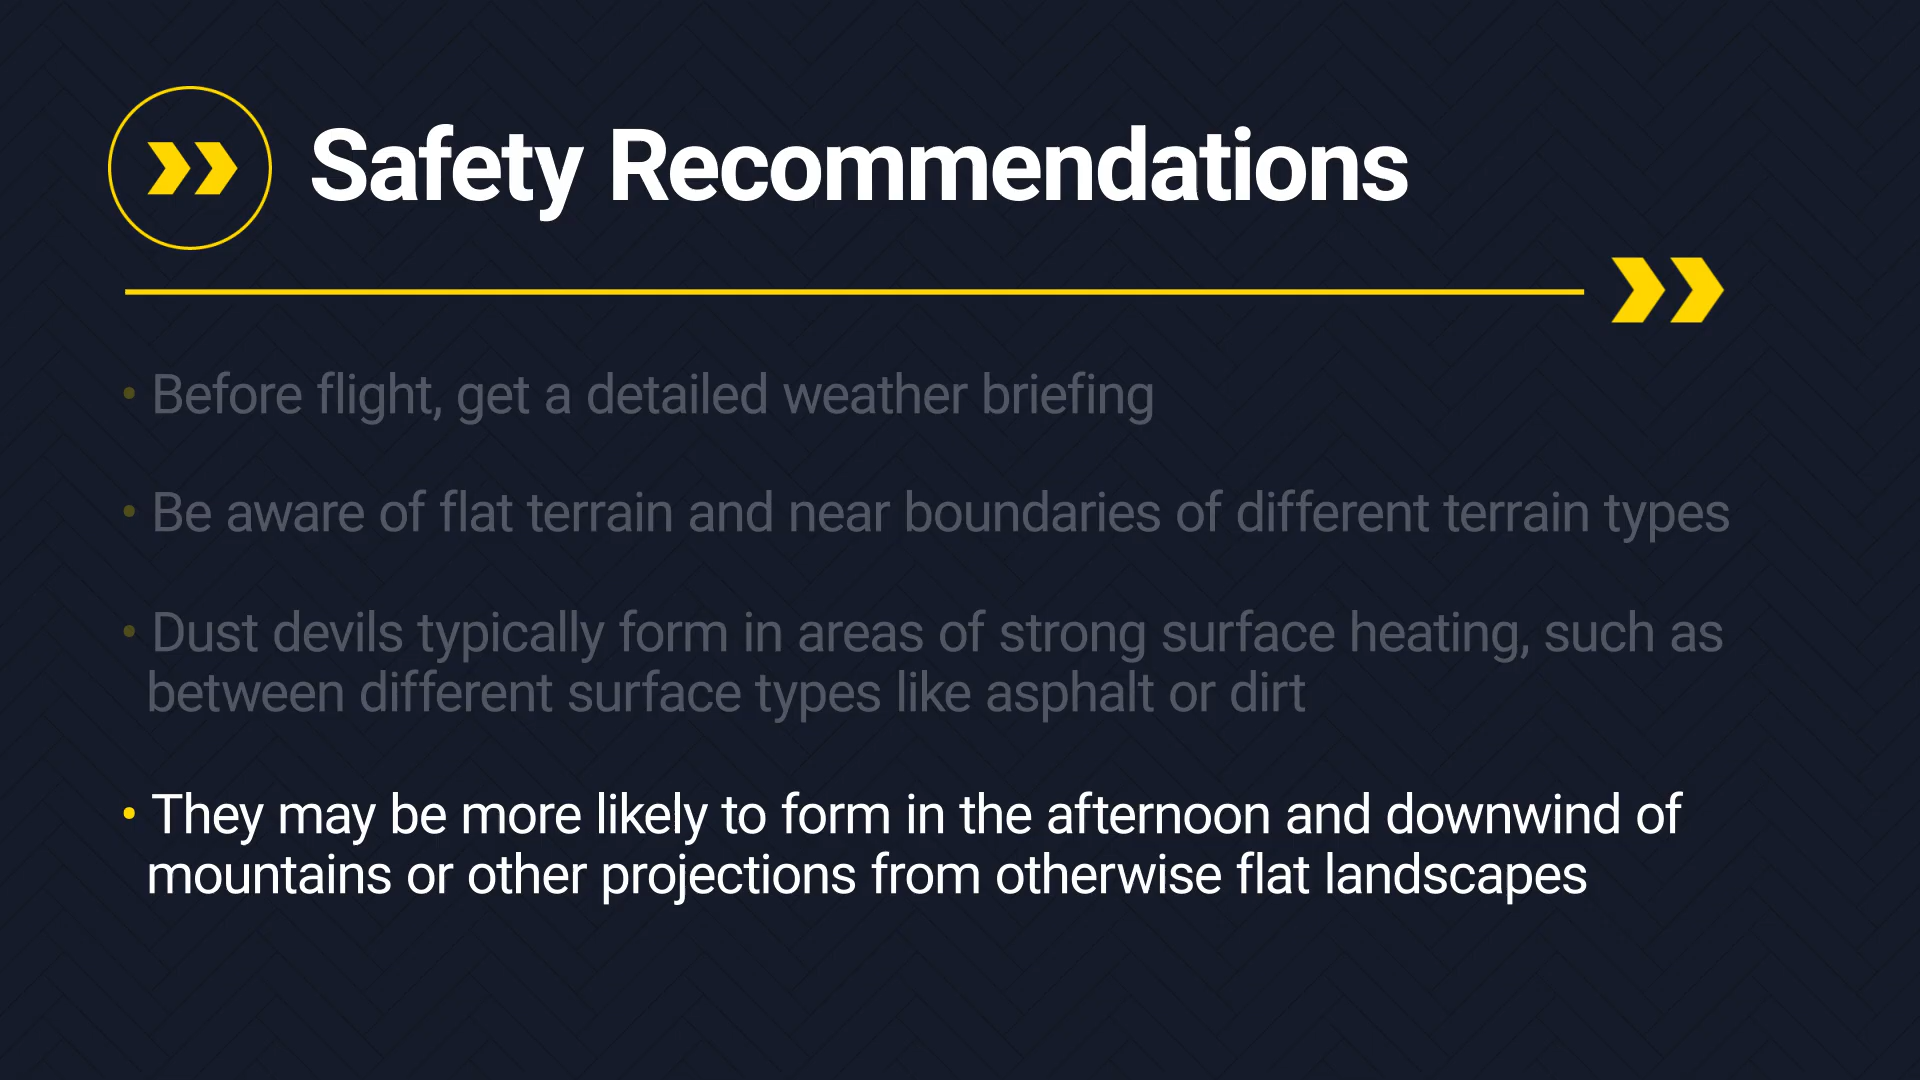 Safety Recommendations
• Before flight, get a detailed weather briefing
• Be aware of flat terrain and near boundaries of different terrain types
• Dust devils typically form in areas of strong surface heating, such as
between different surface types like asphalt or dirt
• They may be more likely to form in the afternoon and downwind of
mountains or other projections from otherwise flat landscapes